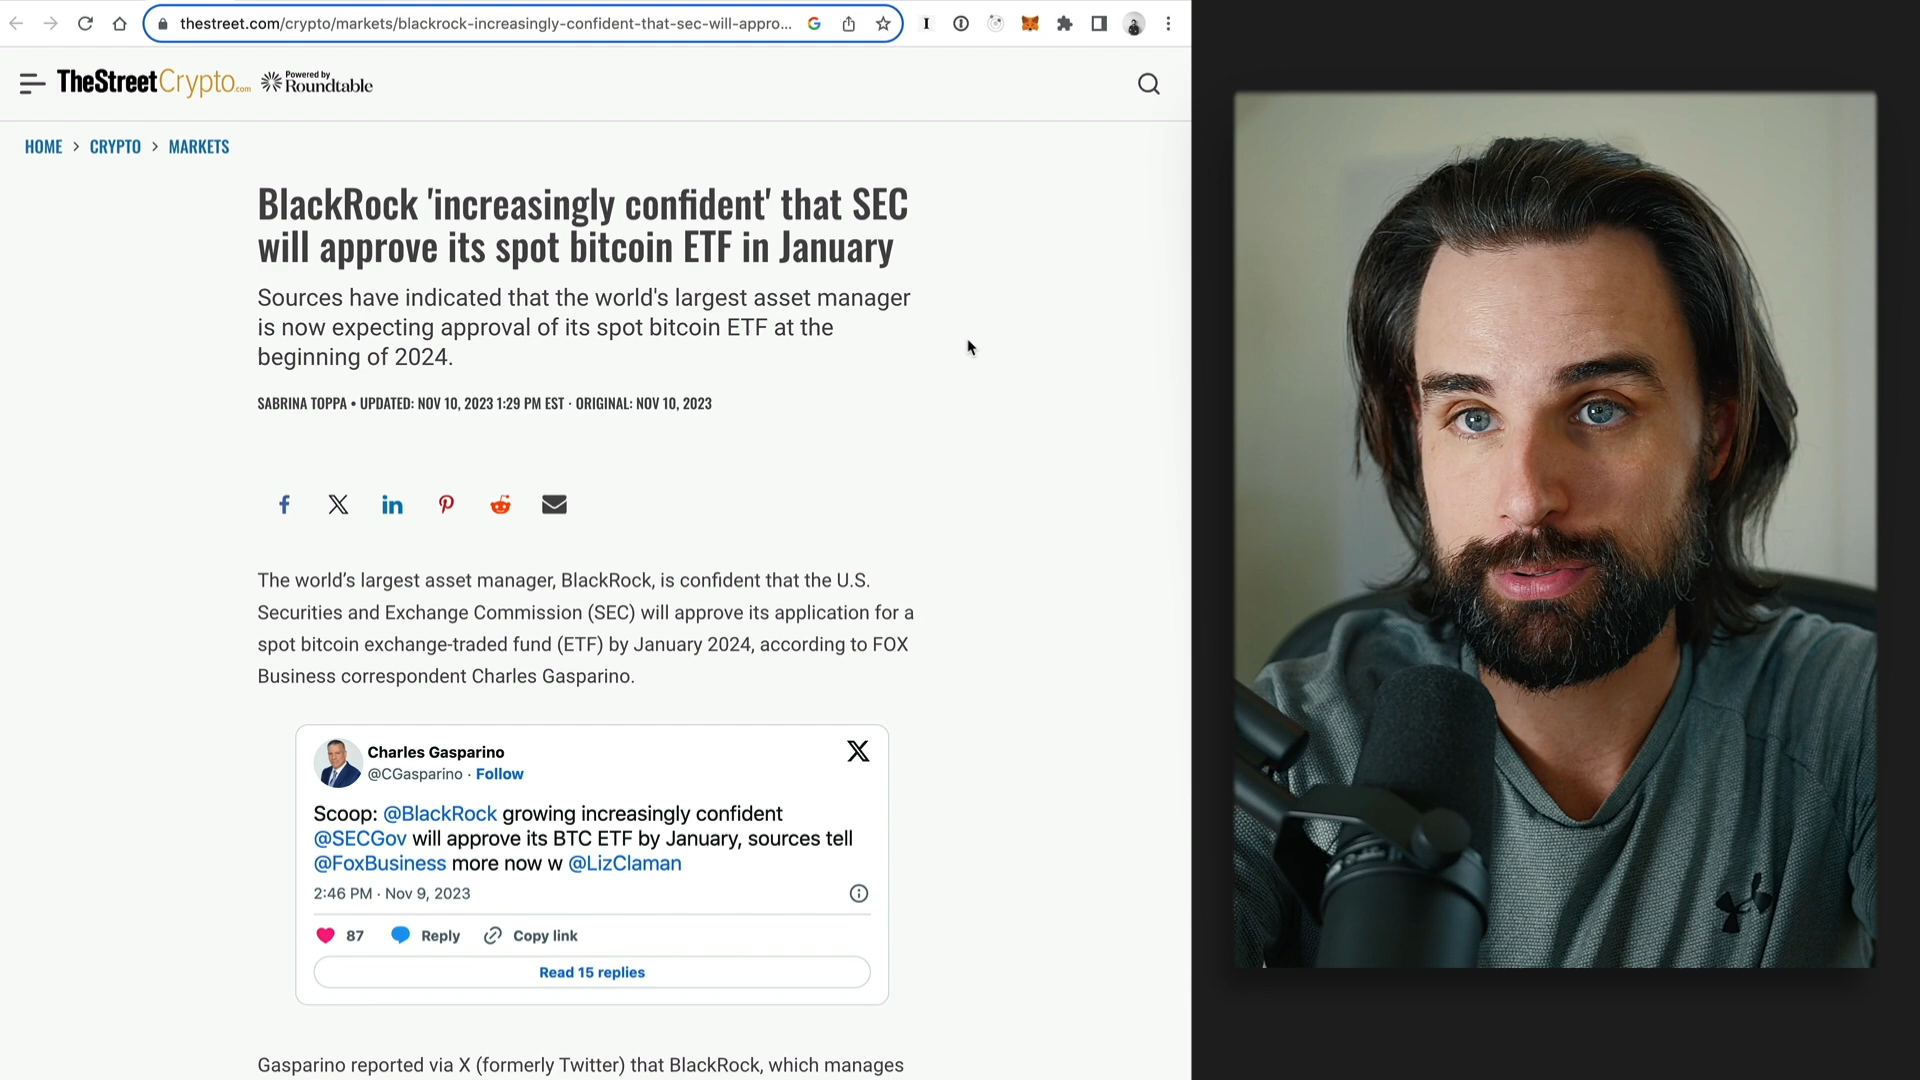 thestreet.com/crypto/markets/blackrock-increasingly-confident-that-sec-will-appro...
TheStreetCrypto.com
Powered by
Roundtable
HOME > CRYPTO > MARKETS
BlackRock 'increasingly confident' that SEC
will approve its spot bitcoin ETF in January
Sources have indicated that the world's largest asset manager
is now expecting approval of its spot bitcoin ETF at the
beginning of 2024.
SABRINA TOPPA • UPDATED: NOV 10, 2023 1:29 PM EST · ORIGINAL: NOV 10, 2023
The world’s largest asset manager, BlackRock, is confident that the U.S.
Securities and Exchange Commission (SEC) will approve its application for a
spot bitcoin exchange-traded fund (ETF) by January 2024, according to FOX
Business correspondent Charles Gasparino.
Charles Gasparino
@CGasparino · Follow
Scoop: @BlackRock growing increasingly confident
@SECGov will approve its BTC ETF by January, sources tell
@FoxBusiness more now w @LizClaman
2:46 PM · Nov 9, 2023
87 Reply Copy link
Read 15 replies
Gasparino reported via X (formerly Twitter) that BlackRock, which manages